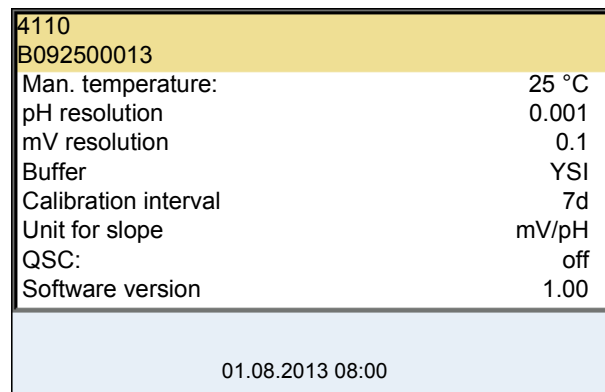 4110
B092500013
Man. temperature: 25 °C
pH resolution 0.001
mV resolution 0.1
Buffer YSI
Calibration interval 7d
Unit for slope mV/pH
QSC: off
Software version 1.00
01.08.2013 08:00